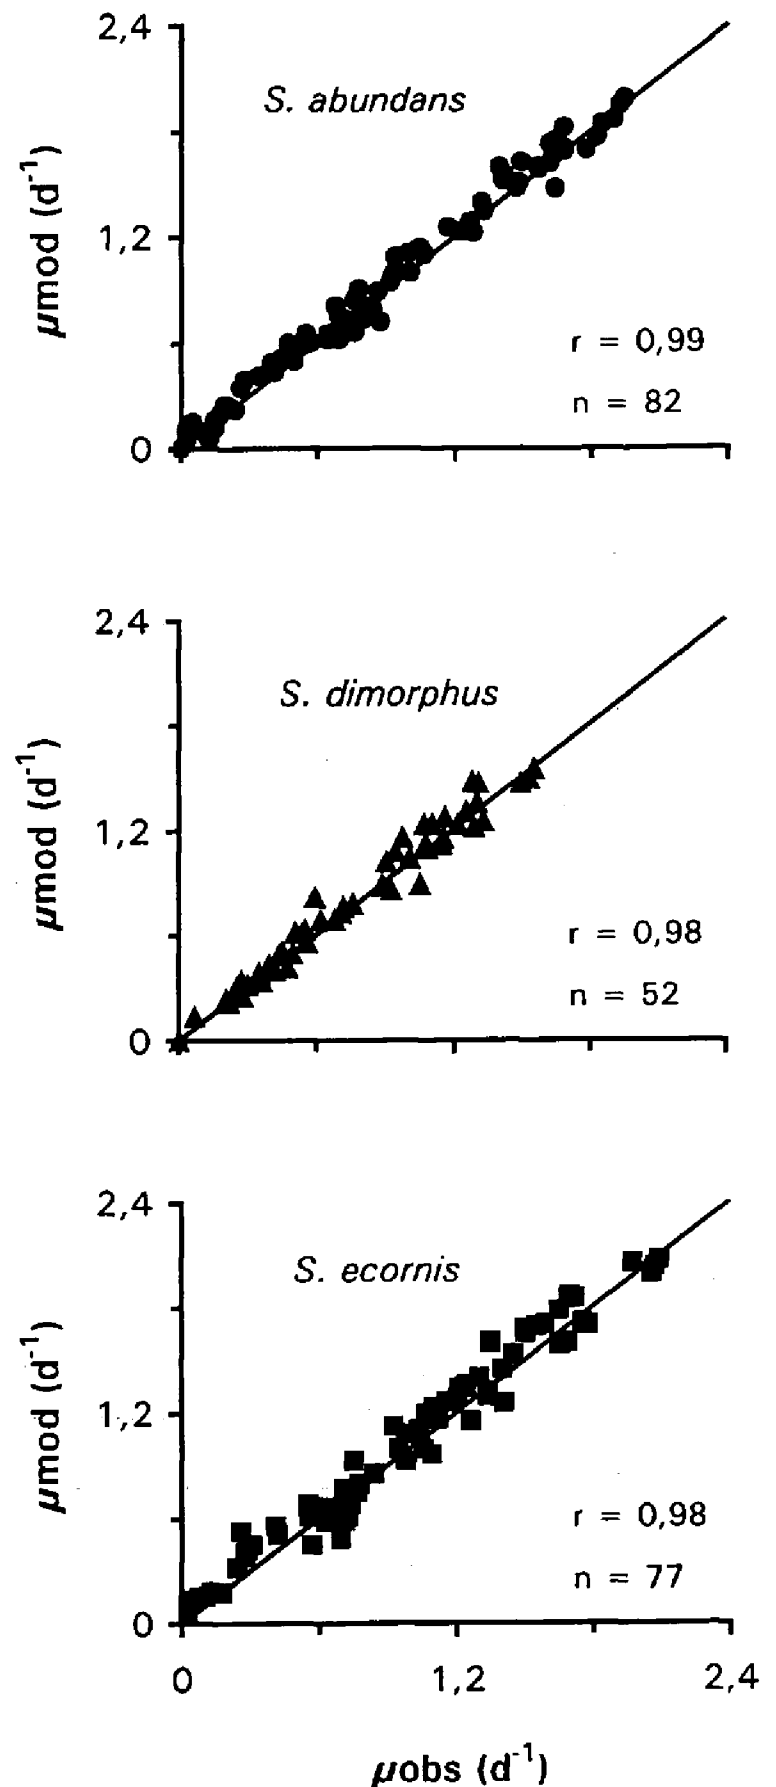 2,4
S. abundans
µmod (d⁻¹)
1,2
r = 0,99
n = 82
0
2,4
S. dimorphus
µmod (d⁻¹)
1,2
r = 0,98
n = 52
0
2,4
S. ecornis
µmod (d⁻¹)
1,2
r = 0,98
n = 77
0
0 1,2 2,4
µobs (d⁻¹)